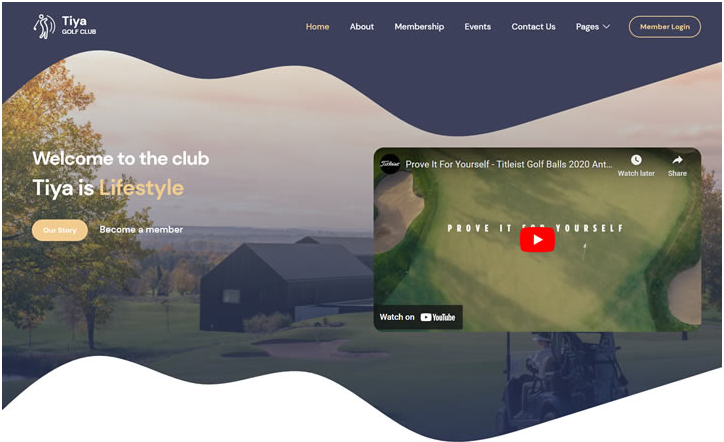 Tiya
GOLF CLUB
Home About Membership Events Contact Us Pages Member Login
Welcome to the club
Tiya is Lifestyle
Our Story Become a member
Titleist Prove It For Yourself - Titleist Golf Balls 2020 Ant...
Watch later Share
PROVE IT FOR YOURSELF
Watch on YouTube